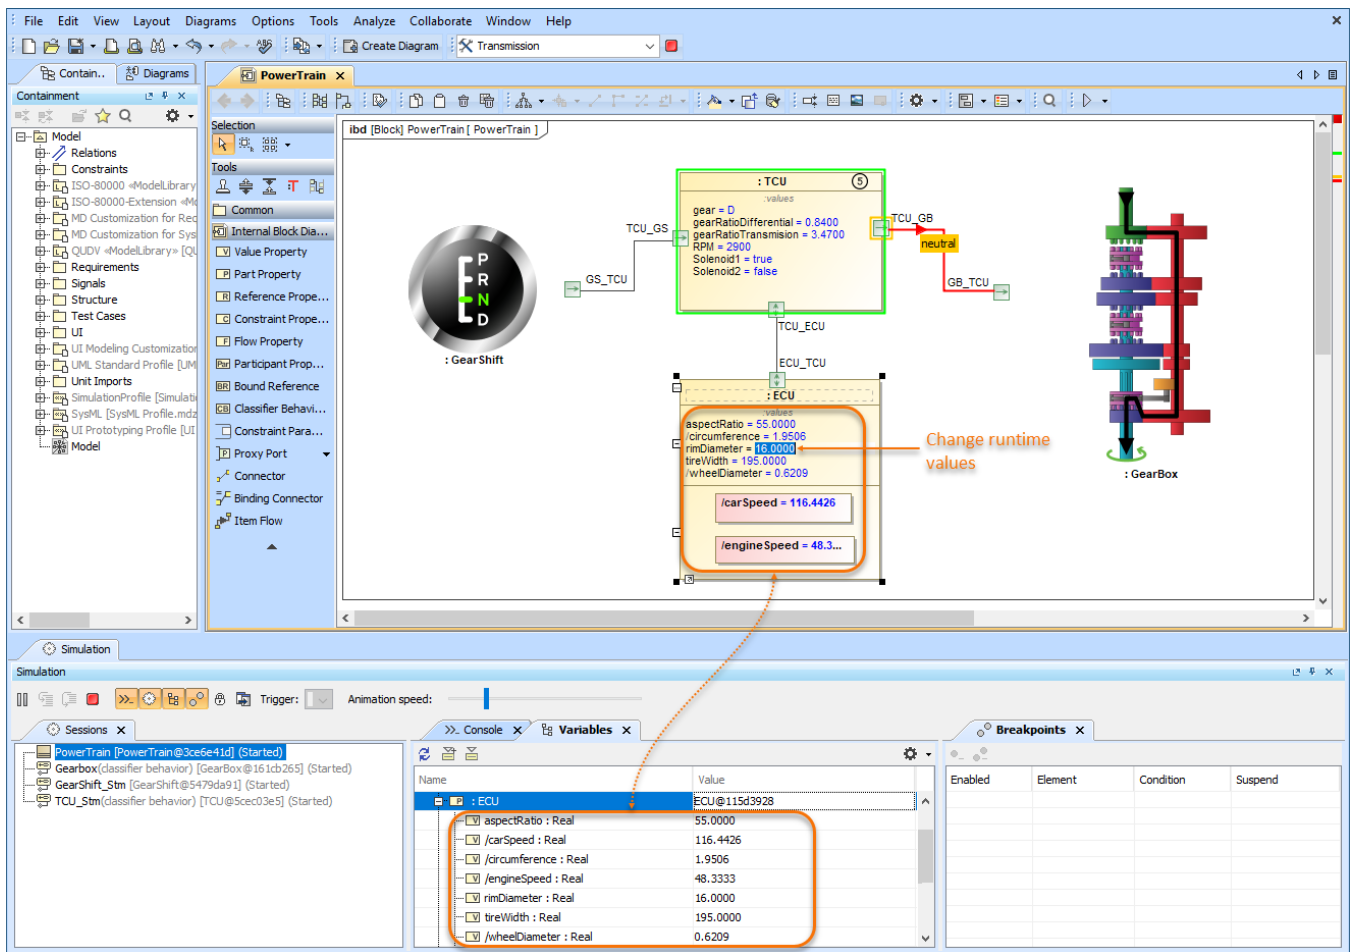 File Edit View Layout Diagrams Options Tools Analyze Collaborate Window Help
Create Diagram Transmission
Contain.. Diagrams
Containment
Model
Relations
Constraints
ISO-80000 «ModelLibrary
ISO-80000-Extension «Mo
MD Customization for Req
MD Customization for Sys
QUDV «ModelLibrary» [QU
Requirements
Signals
Structure
Test Cases
UI
UI Modeling Customization
UML Standard Profile [UM
Unit Imports
SimulationProfile [Simulati
SysML [SysML Profile.mdz
UI Prototyping Profile [UI
Model
PowerTrain
Selection
Tools
Common
Internal Block Dia...
Value Property
Part Property
Reference Prope...
Constraint Prope...
Flow Property
Participant Prop...
Bound Reference
Classifier Behavi...
Constraint Para...
Proxy Port
Connector
Binding Connector
Item Flow
ibd [Block] PowerTrain [ PowerTrain ]
P
R
N
D
: GearShift
GS_TCU
TCU_GS
: TCU
5
:values
gear = D
gearRatioDifferential = 0.8400
gearRatioTransmision = 3.4700
RPM = 2900
Solenoid1 = true
Solenoid2 = false
TCU_GB
neutral
GB_TCU
: GearBox
TCU_ECU
ECU_TCU
: ECU
:values
aspectRatio = 55.0000
/circumference = 1.9506
rimDiameter = 16.0000
tireWidth = 195.0000
/wheelDiameter = 0.6209
/carSpeed = 116.4426
/engineSpeed = 48.3...
Change runtime
values
Simulation
Simulation
Trigger: Animation speed:
Sessions
PowerTrain [PowerTrain@3ce6e41d] (Started)
Gearbox(classifier behavior) [GearBox@161cb265] (Started)
GearShift_Stm [GearShift@5479da91] (Started)
TCU_Stm(classifier behavior) [TCU@5cec03e5] (Started)
Console Variables
Name Value
: ECU ECU@115d3928
aspectRatio : Real 55.0000
/carSpeed : Real 116.4426
/circumference : Real 1.9506
/engineSpeed : Real 48.3333
rimDiameter : Real 16.0000
tireWidth : Real 195.0000
/wheelDiameter : Real 0.6209
Breakpoints
Enabled Element Condition Suspend